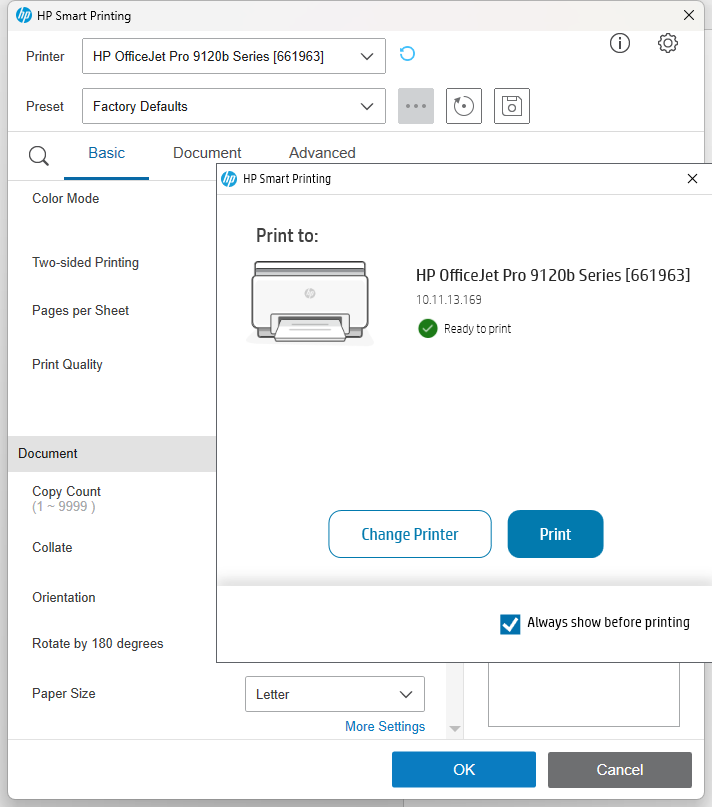 HP Smart Printing
Printer
HP OfficeJet Pro 9120b Series [661963]
Preset
Factory Defaults
Basic
Document
Advanced
Color Mode
Two-sided Printing
Pages per Sheet
Print Quality
Document
Copy Count
(1 ~ 9999 )
Collate
Orientation
Rotate by 180 degrees
Paper Size
Letter
More Settings
OK
Cancel
HP Smart Printing
Print to:
HP OfficeJet Pro 9120b Series [661963]
10.11.13.169
Ready to print
Change Printer
Print
Always show before printing